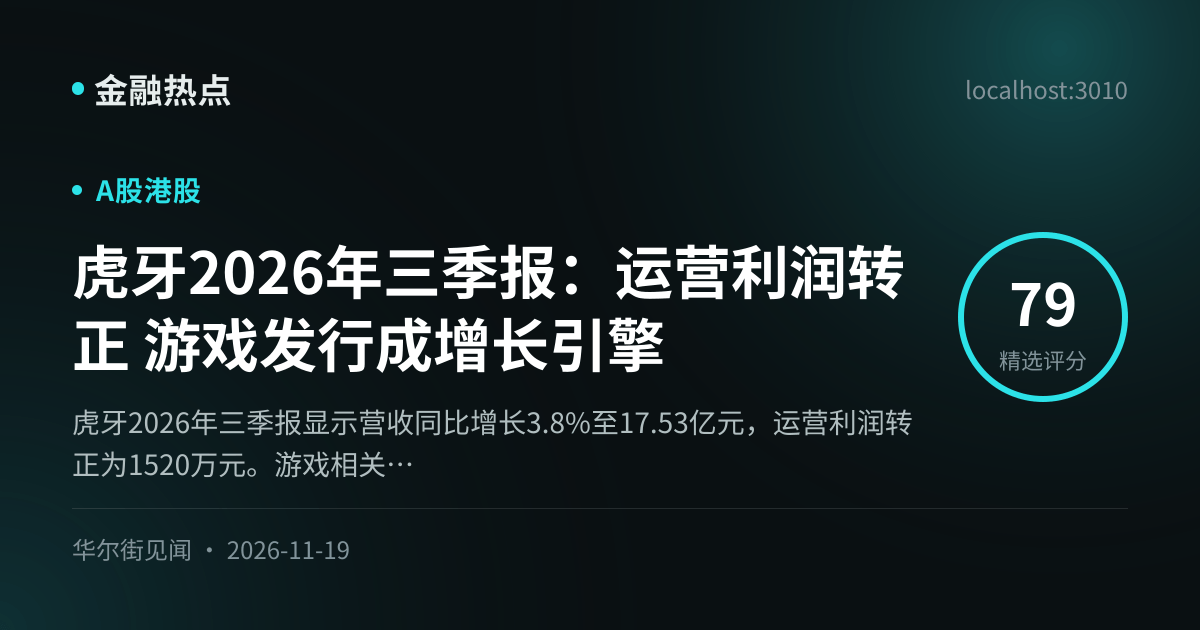 金融热点
localhost:3010
A股港股
虎牙2026年三季报：运营利润转
正 游戏发行成增长引擎
79
精选评分
虎牙2026年三季报显示营收同比增长3.8%至17.53亿元，运营利润转
正为1520万元。游戏相关…
华尔街见闻 · 2026-11-19